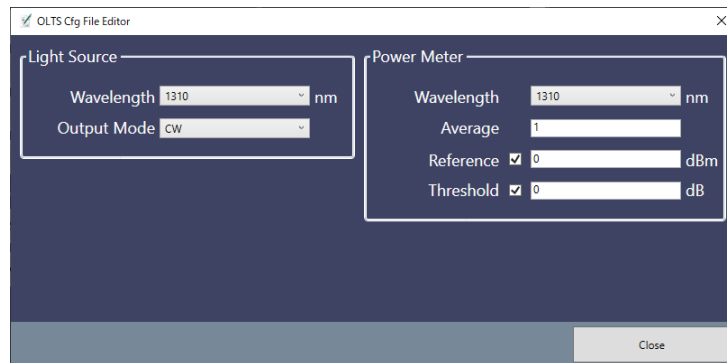 OLTS Cfg File Editor
Light Source
Wavelength 1310 nm
Output Mode CW
Power Meter
Wavelength 1310 nm
Average 1
Reference 0 dBm
Threshold 0 dB
Close